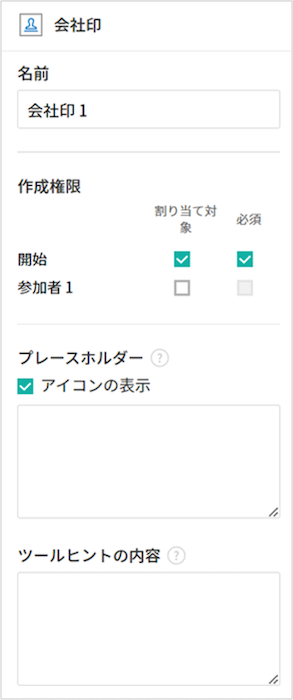 会社印
名前
会社印 1
作成権限
割り当て対
象
必須
開始
参加者 1
プレースホルダー ?
アイコンの表示
ツールヒントの内容 ?